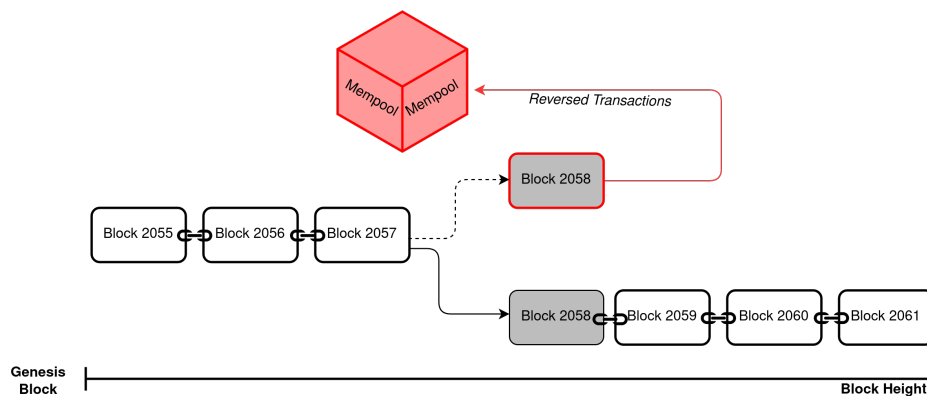 Mempool
Mempool
Reversed Transactions
Block 2058
Block 2055
Block 2056
Block 2057
Block 2058
Block 2059
Block 2060
Block 2061
Genesis
Block
Block Height